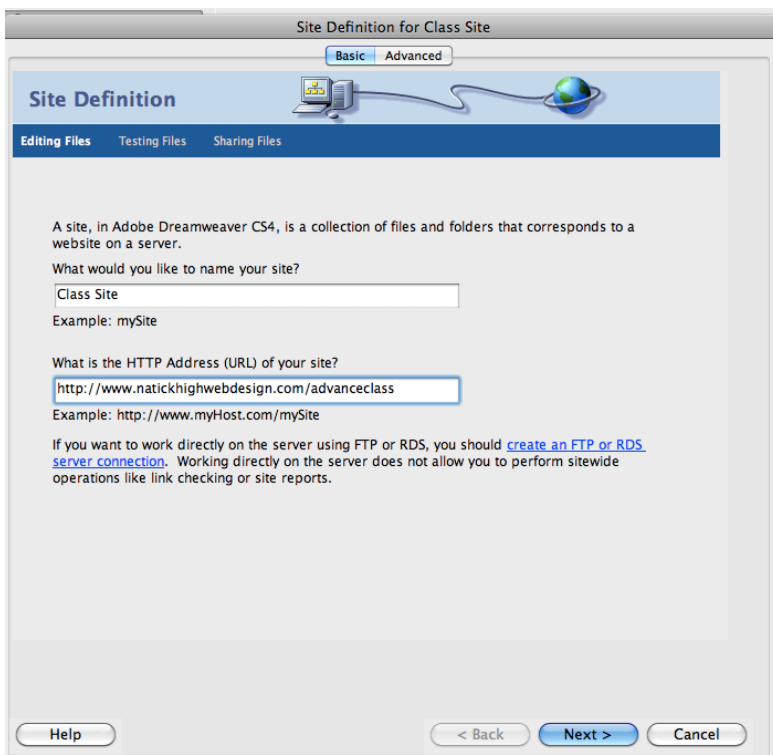 Site Definition for Class Site
Basic Advanced
Site Definition
Editing Files Testing Files Sharing Files
A site, in Adobe Dreamweaver CS4, is a collection of files and folders that corresponds to a
website on a server.
What would you like to name your site?
Class Site
Example: mySite
What is the HTTP Address (URL) of your site?
http://www.natickhighwebdesign.com/advanceclass
Example: http://www.myHost.com/mySite
If you want to work directly on the server using FTP or RDS, you should create an FTP or RDS
server connection. Working directly on the server does not allow you to perform sitewide
operations like link checking or site reports.
Help < Back Next > Cancel